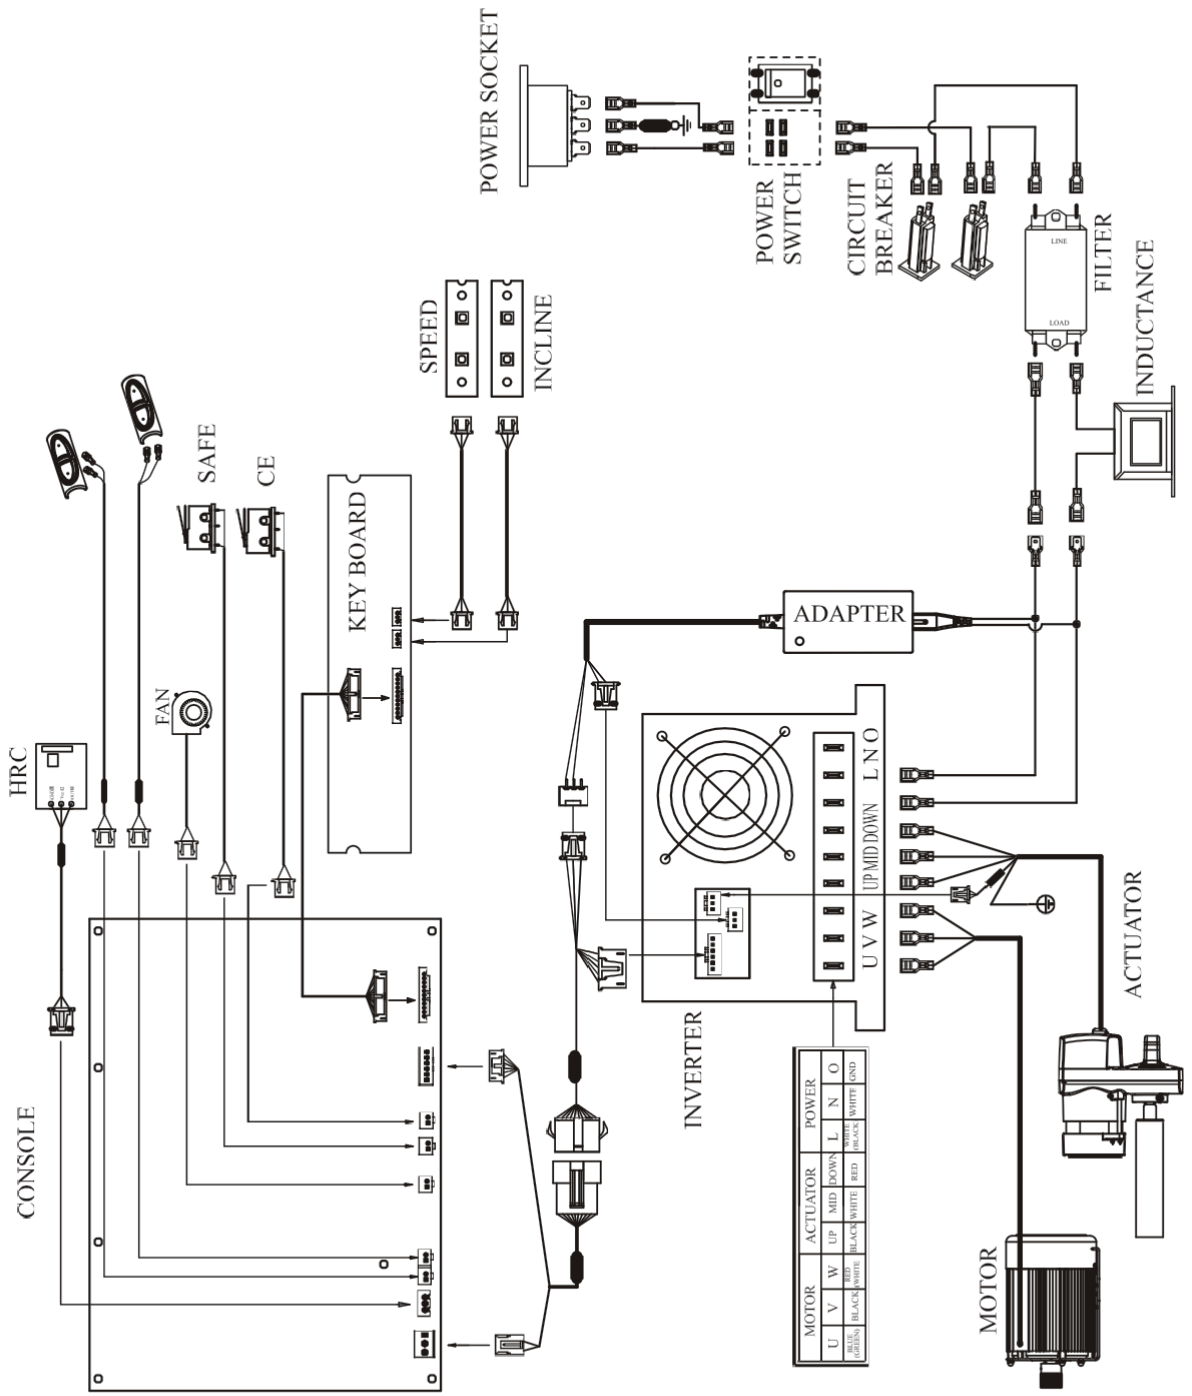 POWER SOCKET
POWER
SWITCH
CIRCUIT
BREAKER
LINE
LOAD
FILTER
INDUCTANCE
SPEED
INCLINE
SAFE
CE
KEY BOARD
FAN
HRC
ADAPTER
L N O
UP MID DOWN
U V W
INVERTER
ACTUATOR
CONSOLE
MOTOR
MOTOR ACTUATOR POWER
U V W UP MID DOWN L N O
BLUE (GREEN) BLACK RED (WHITE BLACK WHITE RED WHITE (BLACK) WHITE GND